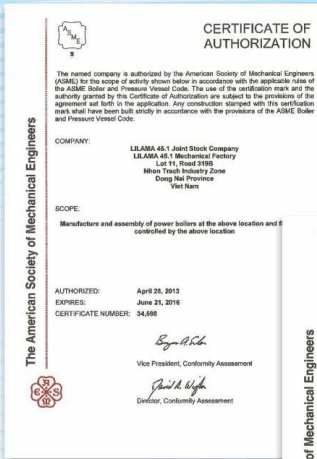 A
S
M
E
S
CERTIFICATE OF
AUTHORIZATION
The named company is authorized by the American Society of Mechanical Engineers
(ASME) for the scope of activity shown below in accordance with the applicable rules of
the ASME Boiler and Pressure Vessel Code. The use of the certification mark and the
authority granted by this Certificate of Authorization are subject to the provisions of the
agreement set forth in the application. Any construction stamped with this certification
mark shall have been built strictly in accordance with the provisions of the ASME Boiler
and Pressure Vessel Code.
COMPANY:
LILAMA 45.1 Joint Stock Company
LILAMA 45.1 Mechanical Factory
Lot 11, Road 319B
Nhon Trach Industry Zone
Dong Nai Province
Viet Nam
SCOPE:
Manufacture and assembly of power boilers at the above location and
controlled by the above location
AUTHORIZED: April 25, 2013
EXPIRES: June 21, 2016
CERTIFICATE NUMBER: 34,598
Vice President, Conformity Assessment
Director, Conformity Assessment
The American Society of Mechanical Engineers
of Mechanical Engineers